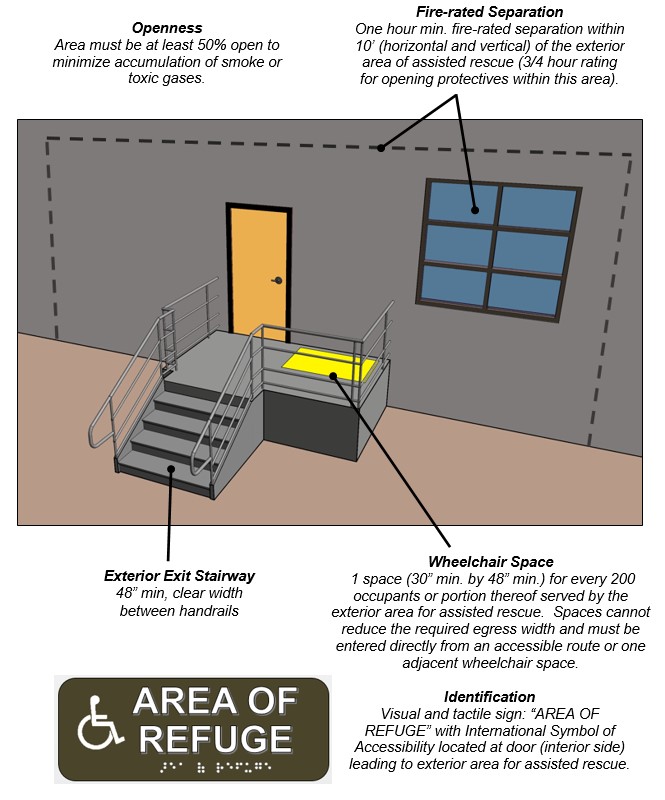 Openness
Area must be at least 50% open to
minimize accumulation of smoke or
toxic gases.
Fire-rated Separation
One hour min. fire-rated separation within
10’ (horizontal and vertical) of the exterior
area of assisted rescue (3/4 hour rating
for opening protectives within this area).
Exterior Exit Stairway
48” min, clear width
between handrails
Wheelchair Space
1 space (30” min. by 48” min.) for every 200
occupants or portion thereof served by the
exterior area for assisted rescue.  Spaces cannot
reduce the required egress width and must be
entered directly from an accessible route or one
adjacent wheelchair space.
AREA OF
REFUGE
Identification
Visual and tactile sign: “AREA OF
REFUGE” with International Symbol of
Accessibility located at door (interior side)
leading to exterior area for assisted rescue.